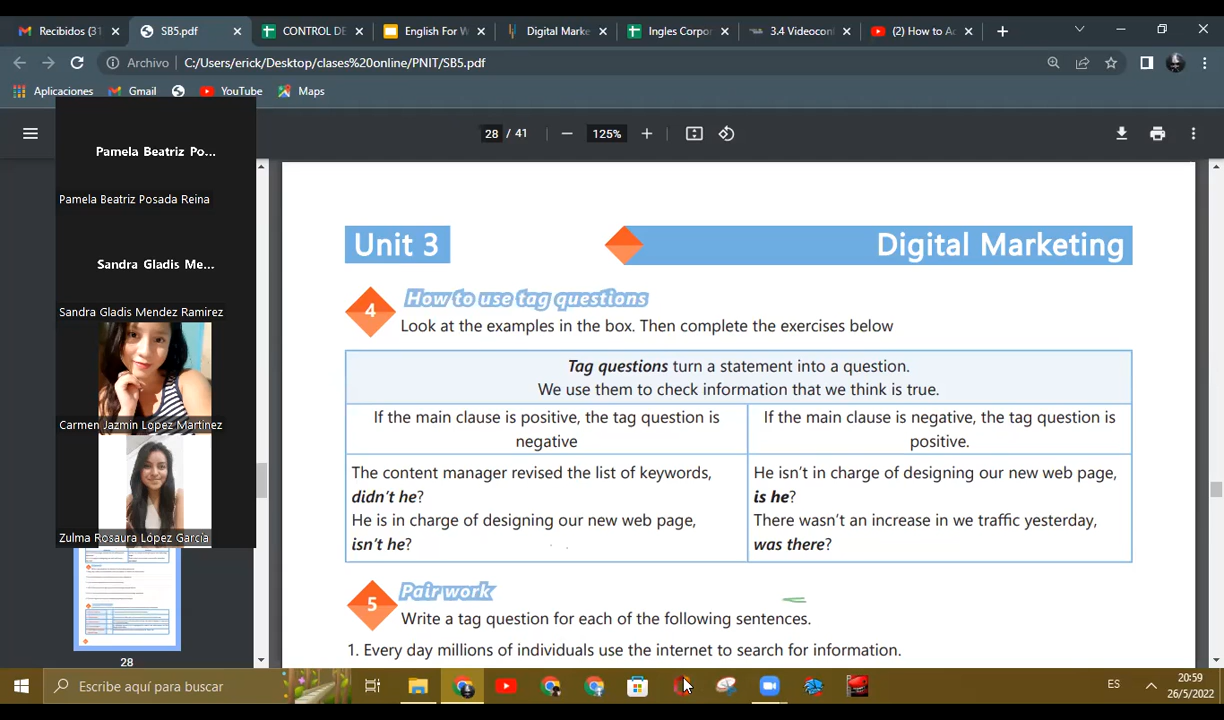 Recibidos (31
SB5.pdf
CONTROL DE
English For W
Digital Marke
Ingles Corpor
3.4 Videocont
(2) How to Ac
Archivo
C:/Users/erick/Desktop/clases%20online/PNIT/SB5.pdf
Aplicaciones
Gmail
YouTube
Maps
28 / 41
125%
Pamela Beatriz Po...
Pamela Beatriz Posada Reina
Sandra Gladis Me...
Sandra Gladis Mendez Ramirez
Carmen Jazmin Lopez Martinez
Zulma Rosaura López García
28
Unit 3
Digital Marketing
4
How to use tag questions
Look at the examples in the box. Then complete the exercises below
Tag questions turn a statement into a question.
We use them to check information that we think is true.
If the main clause is positive, the tag question is
negative
If the main clause is negative, the tag question is
positive.
The content manager revised the list of keywords,
didn't he?
He is in charge of designing our new web page,
isn't he?
He isn't in charge of designing our new web page,
is he?
There wasn't an increase in we traffic yesterday,
was there?
5
Pair work
Write a tag question for each of the following sentences.
1. Every day millions of individuals use the internet to search for information.
Escribe aquí para buscar
ES
20:59
26/5/2022